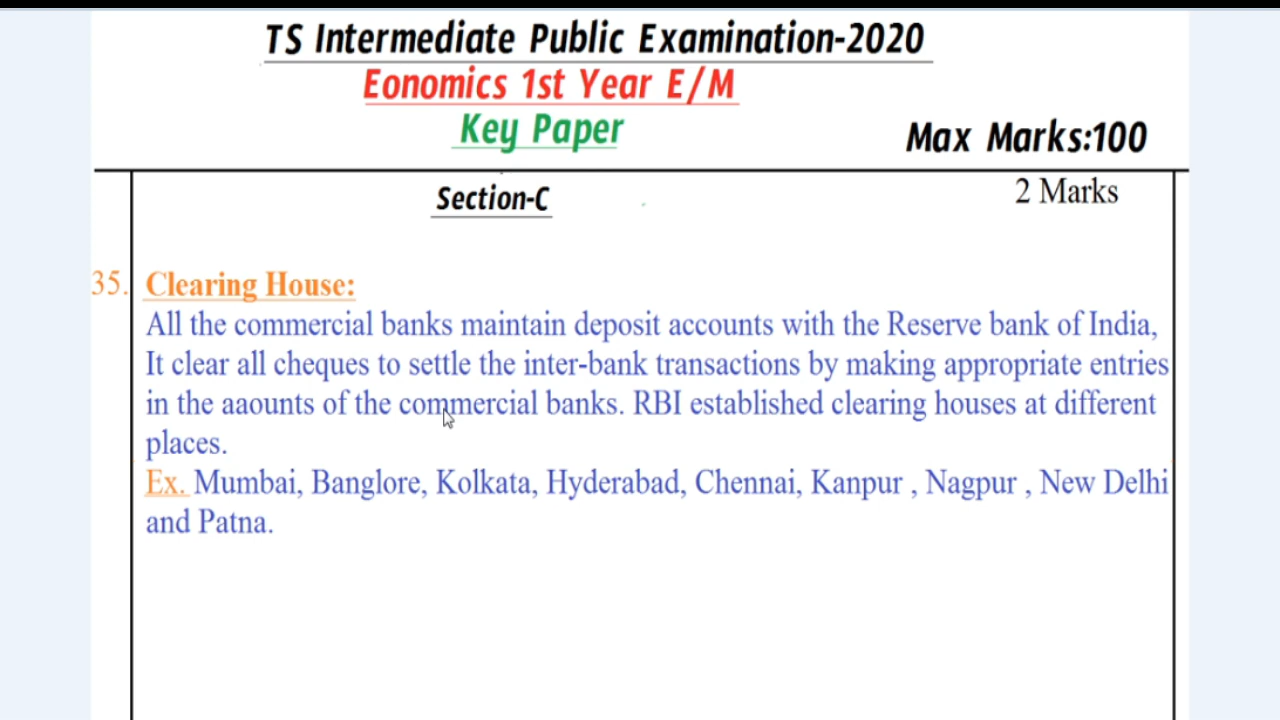 TS Intermediate Public Examination-2020
Eonomics 1st Year E/M
Key Paper
Max Marks:100
Section-C
2 Marks
35. Clearing House:
All the commercial banks maintain deposit accounts with the Reserve bank of India,
It clear all cheques to settle the inter-bank transactions by making appropriate entries
in the aaounts of the commercial banks. RBI established clearing houses at different
places.
Ex. Mumbai, Banglore, Kolkata, Hyderabad, Chennai, Kanpur , Nagpur , New Delhi
and Patna.